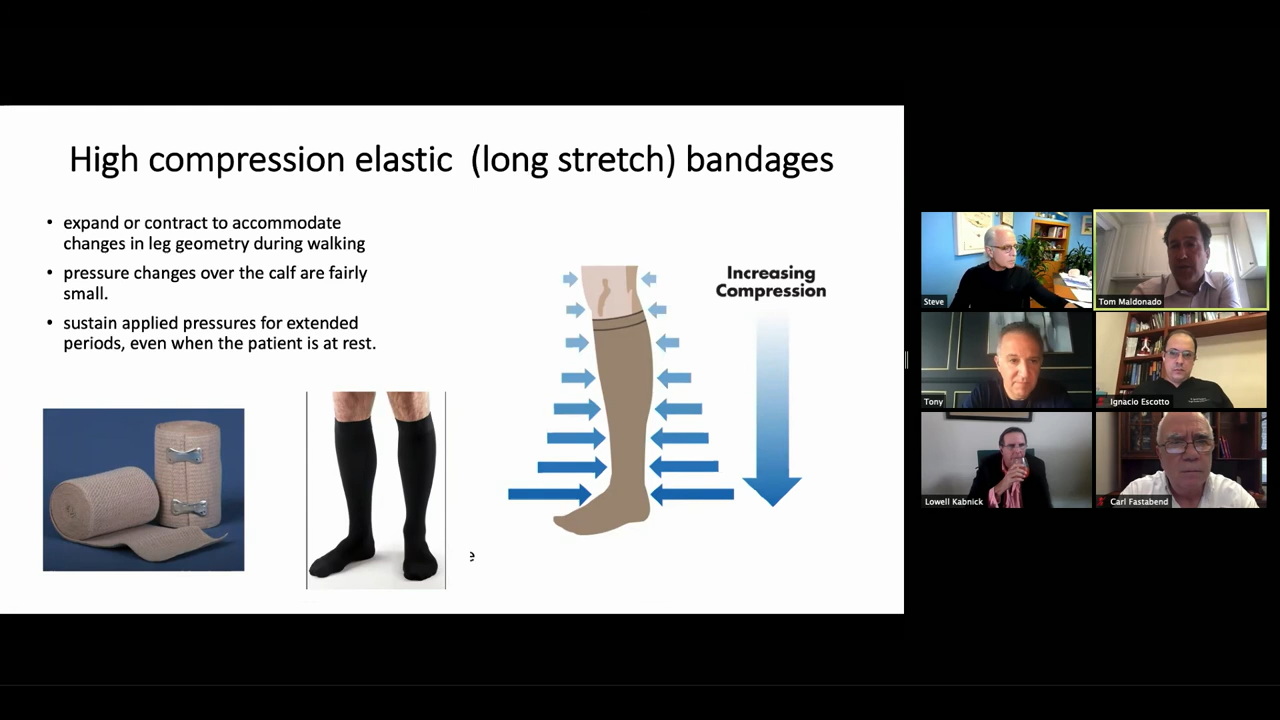 High compression elastic (long stretch) bandages
• expand or contract to accommodate
changes in leg geometry during walking
• pressure changes over the calf are fairly
small.
• sustain applied pressures for extended
periods, even when the patient is at rest.
Increasing
Compression
e
Steve
Tom Maldonado
Tony
Ignacio Escotto
Lowell Kabnick
Carl Fastabend